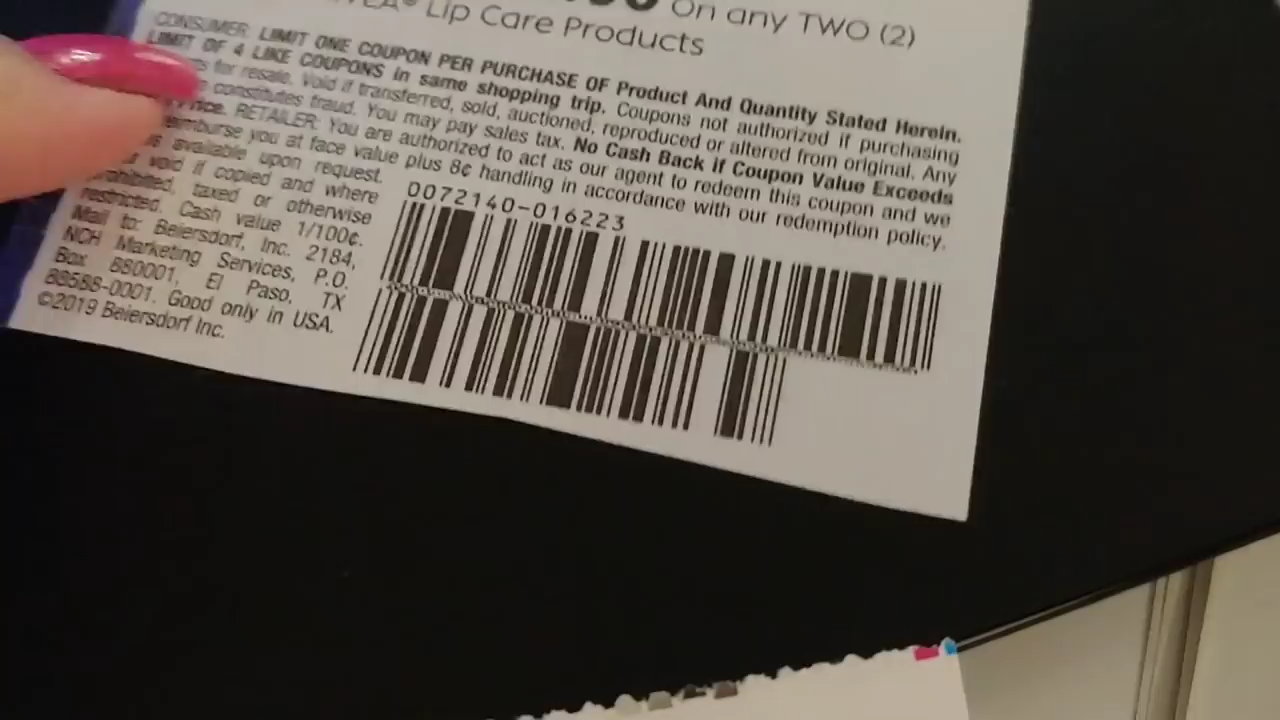 On any TWO (2)
Lip Care Products
CONSUMER: LIMIT ONE COUPON PER PURCHASE OF Product And Quantity Stated Herein.
LIMIT OF 4 LIKE COUPONS in same shopping trip. Coupons not authorized if purchasing
for resale. Void if transferred, sold, auctioned, reproduced or altered from original. Any
constitutes fraud. You may pay sales tax. No Cash Back if Coupon Value Exceeds
RETAILER: You are authorized to act as our agent to redeem this coupon and we
you at face value plus 8¢ handling in accordance with our redemption policy.
available upon request.
void if copied and where
taxed or otherwise
restricted. Cash value 1/100¢.
Mail to: Beiersdorf, Inc. 2184,
NCH Marketing Services, P.O.
Box 880001, El Paso, TX
88588-0001. Good only in USA.
©2019 Beiersdorf Inc.
0072140-016223